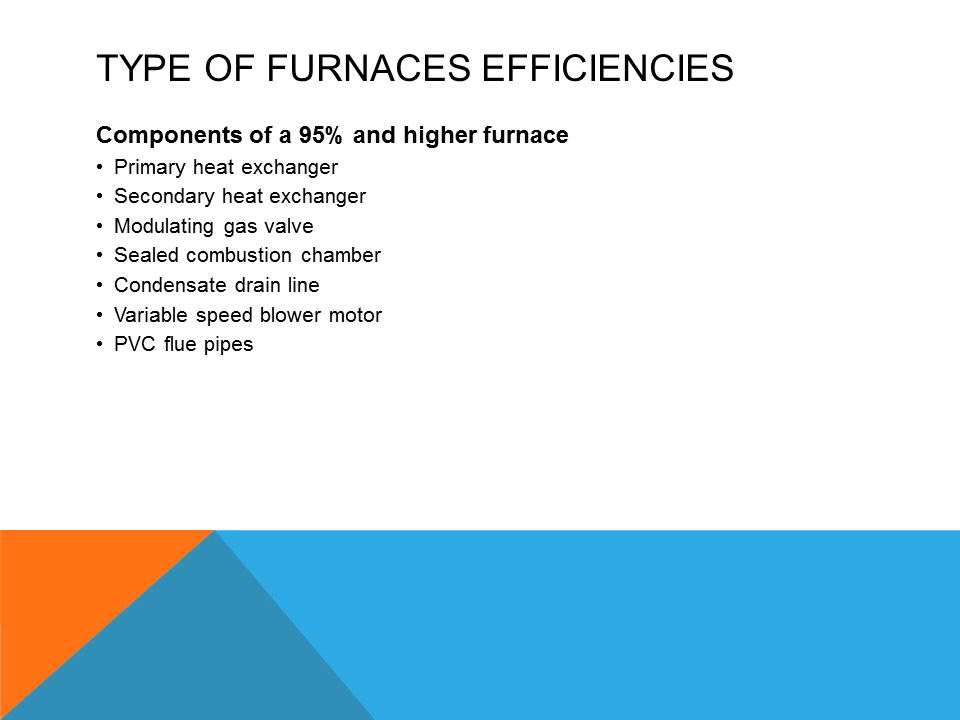 TYPE OF FURNACES EFFICIENCIES
Components of a 95% and higher furnace
• Primary heat exchanger
• Secondary heat exchanger
• Modulating gas valve
• Sealed combustion chamber
• Condensate drain line
• Variable speed blower motor
• PVC flue pipes